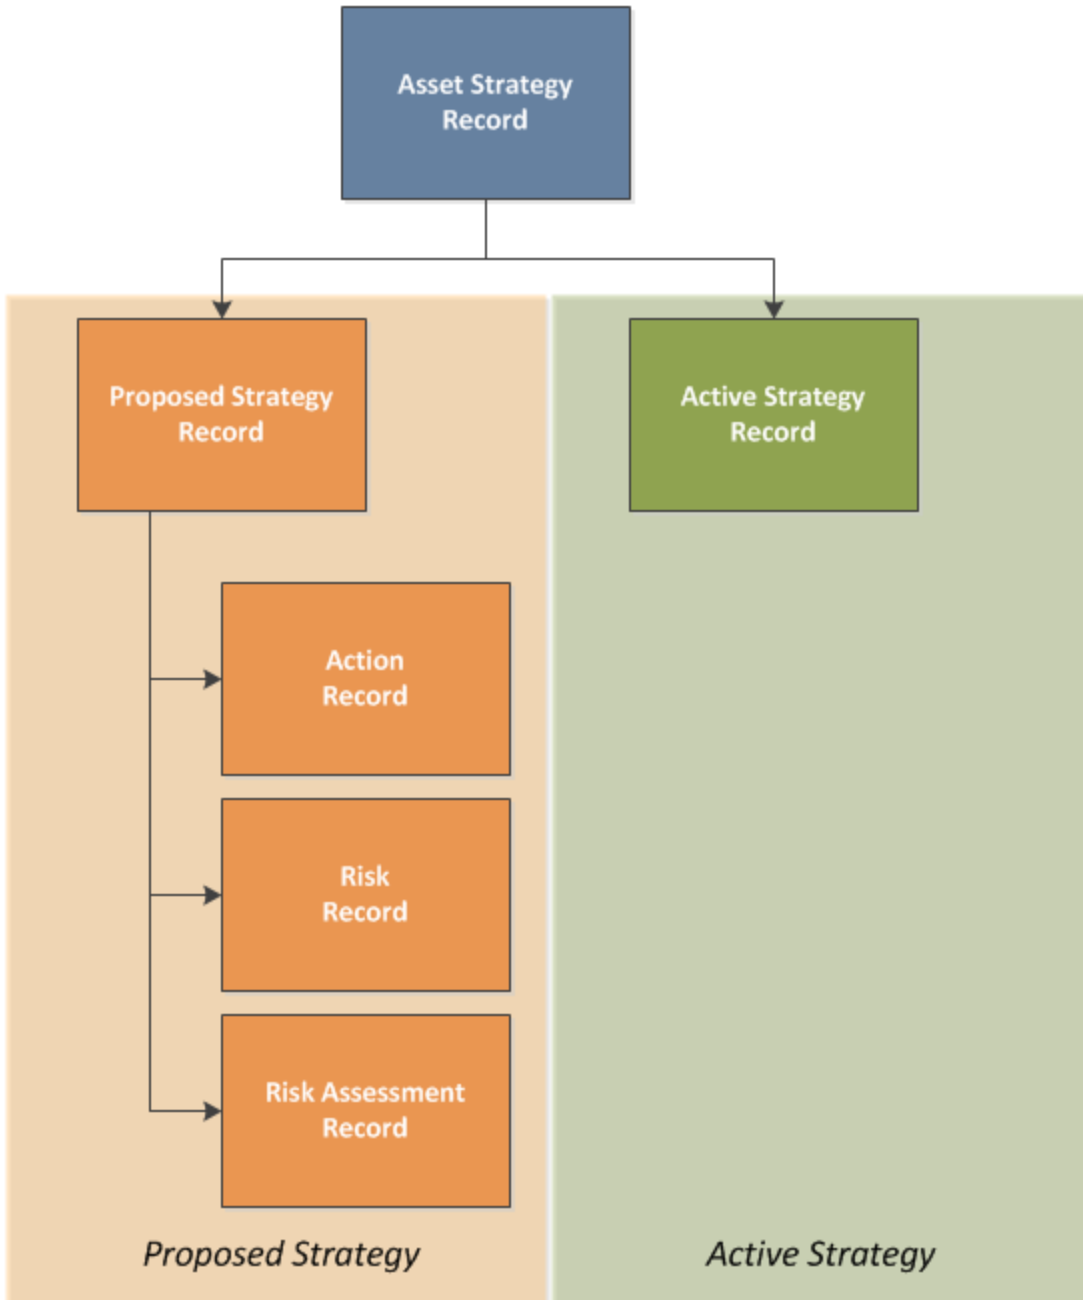 Asset Strategy
Record
Proposed Strategy
Record
Active Strategy
Record
Action
Record
Risk
Record
Risk Assessment
Record
Proposed Strategy
Active Strategy